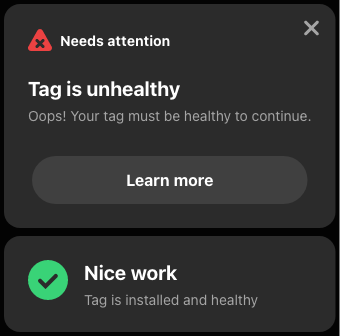 Needs attention
Tag is unhealthy
Oops! Your tag must be healthy to continue.
Learn more
Nice work
Tag is installed and healthy